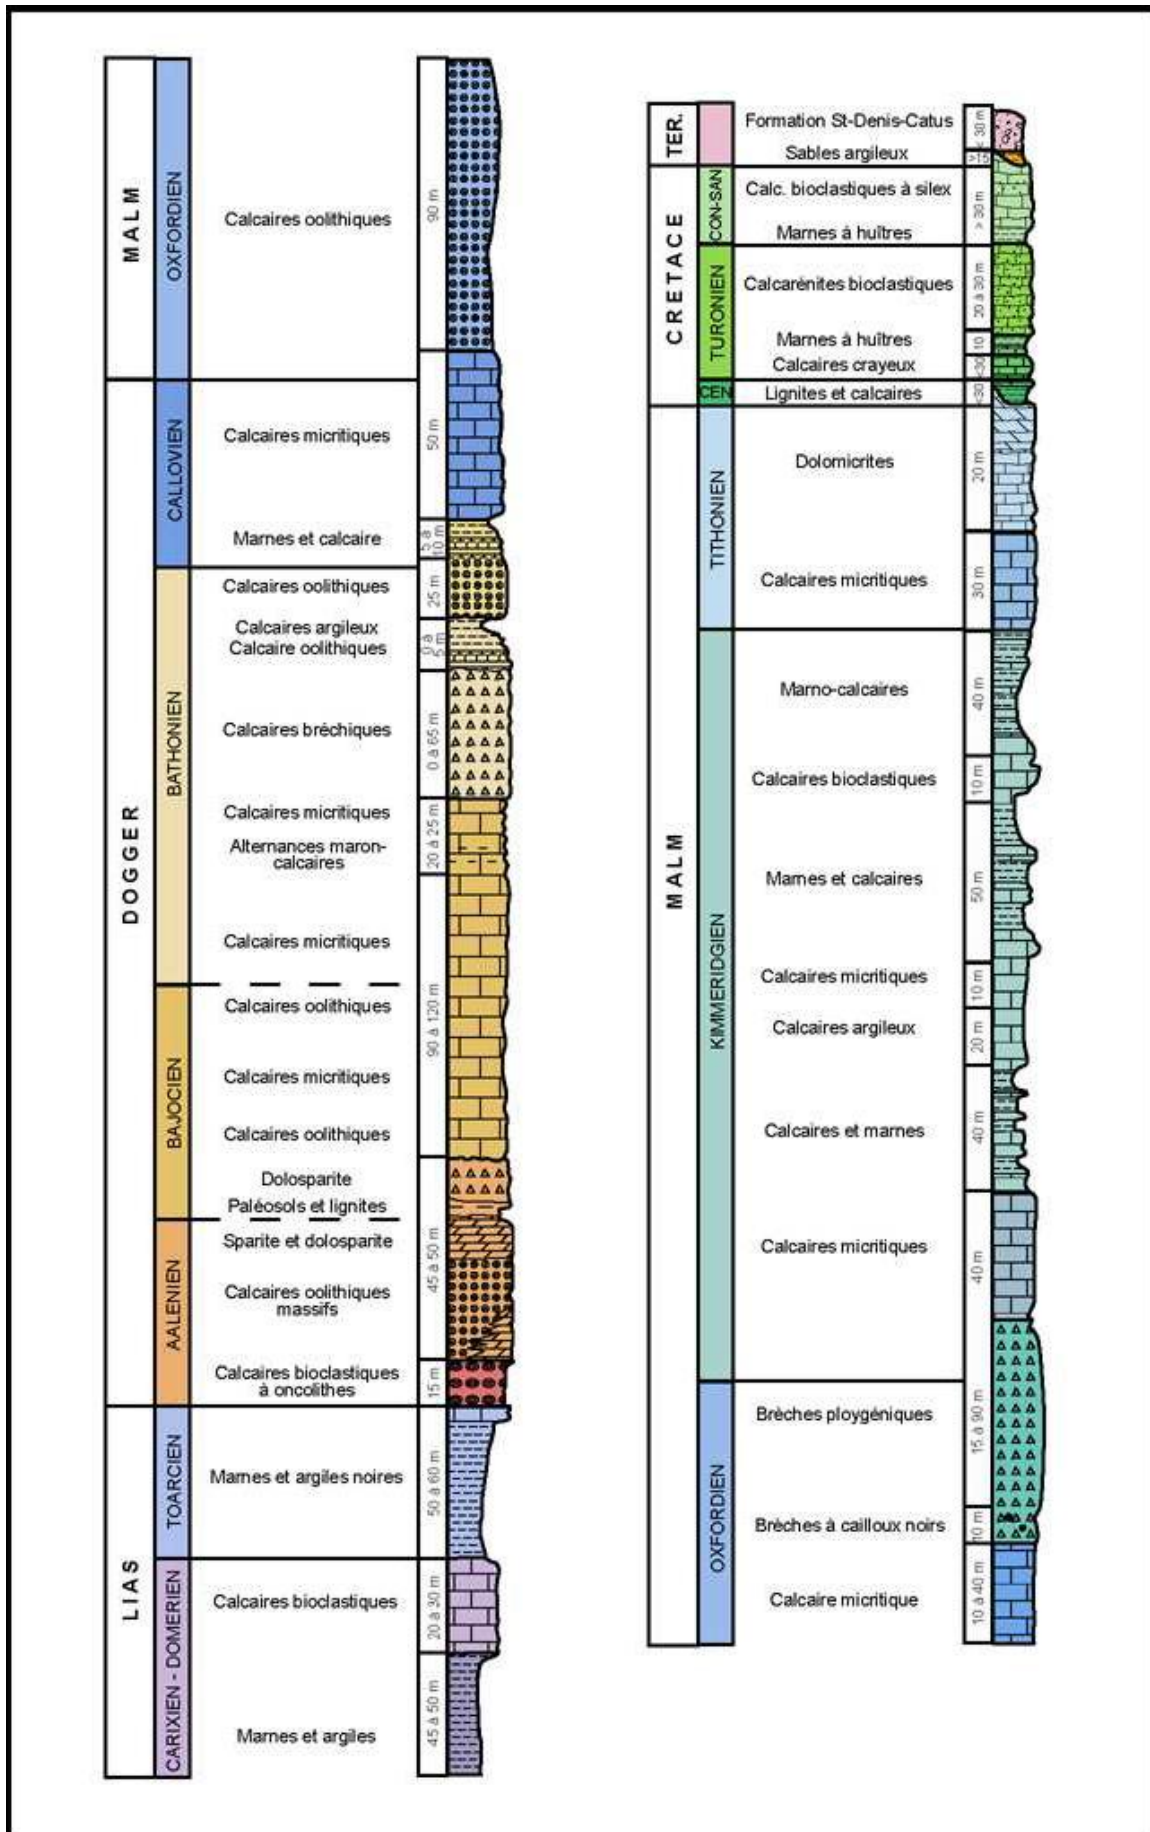 MALM
OXFORDIEN
Calcaires oolithiques
90 m
CALLOVIEN
Calcaires micritiques
50 m
Marnes et calcaire
5 à
10 m
DOGGER
BATHONIEN
Calcaires oolithiques
25 m
Calcaires argileux
Calcaire oolithiques
0 à
5 m
Calcaires bréchiques
0 à 65 m
Calcaires micritiques
Alternances maron-
calcaires
20 à 25 m
Calcaires micritiques
90 à 120 m
BAJOCIEN
Calcaires oolithiques
Calcaires micritiques
Calcaires oolithiques
Dolosparite
Paléosols et lignites
45 à 50 m
AALENIEN
Sparite et dolosparite
Calcaires oolithiques
massifs
Calcaires bioclastiques
à oncolithes
15 m
LIAS
TOARCIEN
Marnes et argiles noires
50 à 60 m
CARIXIEN - DOMERIEN
Calcaires bioclastiques
20 à 30 m
Marnes et argiles
45 à 50 m
TER.
Formation St-Denis-Catus
< 30 m
Sables argileux
>15
CRETACE
CON-SAN
Calc. bioclastiques à silex
> 30 m
Marnes à huîtres
TURONIEN
Calcarénites bioclastiques
20 à 30 m
Marnes à huîtres
10
Calcaires crayeux
<30
CEN
Lignites et calcaires
<30
MALM
TITHONIEN
Dolomicrites
20 m
Calcaires micritiques
30 m
KIMMERIDGIEN
Marno-calcaires
40 m
Calcaires bioclastiques
10 m
Marnes et calcaires
50 m
Calcaires micritiques
10 m
Calcaires argileux
20 m
Calcaires et marnes
40 m
Calcaires micritiques
40 m
OXFORDIEN
Brèches ploygéniques
15 à 90 m
Brèches à cailloux noirs
10 m
Calcaire micritique
10 à 40 m